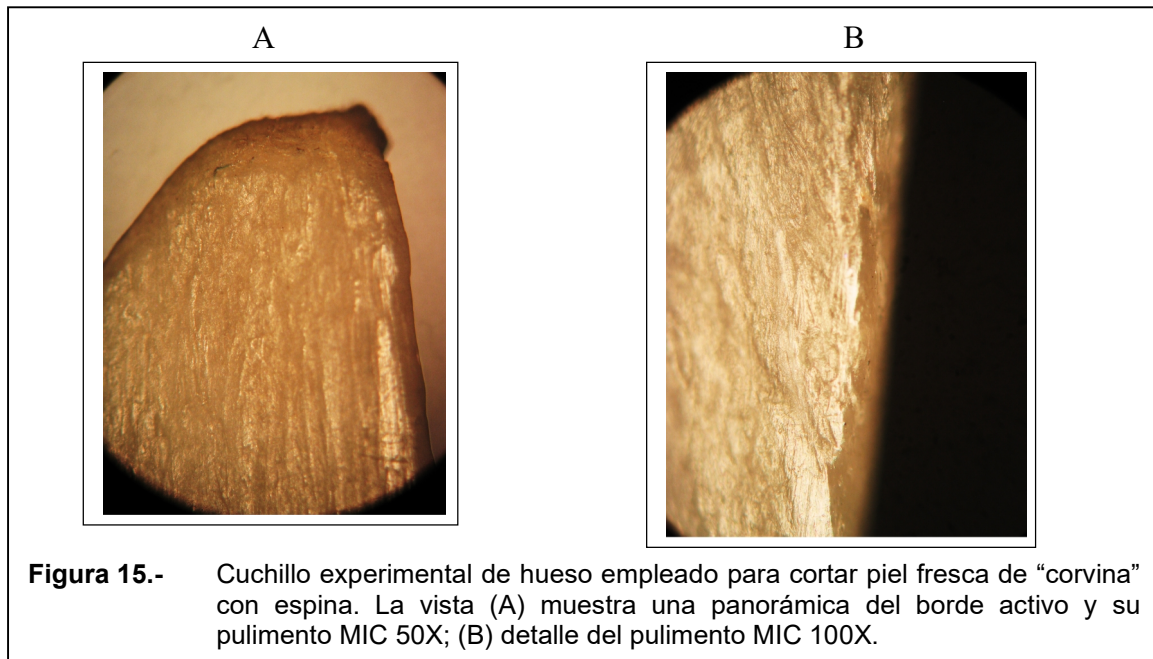 A
B
Figura 15.- Cuchillo experimental de hueso empleado para cortar piel fresca de “corvina”
con espina. La vista (A) muestra una panorámica del borde activo y su
pulimento MIC 50X; (B) detalle del pulimento MIC 100X.